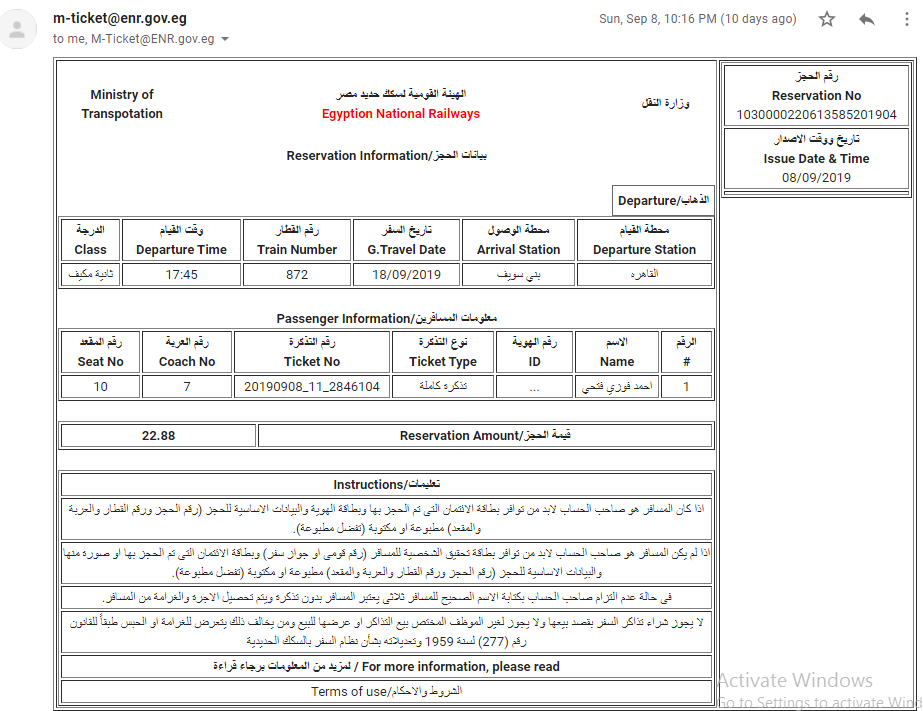 m-ticket@enr.gov.eg
Sun, Sep 8, 10:16 PM (10 days ago)
to me, M-Ticket@ENR.gov.eg
Ministry of
Transpotation
الهيئة القومية لسكك حديد مصر
Egyption National Railways
وزارة النقل
رقم الحجز
Reservation No
1030000220613585201904
تاريخ ووقت الاصدار
Issue Date & Time
08/09/2019
Reservation Information/بيانات الحجز
Departure/الذهاب
الدرجة وقت القيام رقم القطار تاريخ السفر محطة الوصول محطة القيام
Class Departure Time Train Number G.Travel Date Arrival Station Departure Station
ثانية مكيف 17:45 872 18/09/2019 بني سويف القاهره
Passenger Information/معلومات المسافرين
رقم المقعد رقم العربة رقم التذكرة نوع التذكرة رقم الهوية الاسم الرقم
Seat No Coach No Ticket No Ticket Type ID Name #
10 7 20190908_11_2846104 تذكرة كاملة ... احمد فوزي فتحي 1
22.88 Reservation Amount/قيمة الحجز
Instructions/تعليمات
اذا كان المسافر هو صاحب الحساب لابد من توافر بطاقة الائتمان التى تم الحجز بها وبطاقة الهوية والبيانات الاساسية للحجز (رقم الحجز ورقم القطار والعربة
والمقعد) مطبوعة او مكتوبة (تفضل مطبوعة).
اذا لم يكن المسافر هو صاحب الحساب لابد من توافر بطاقة تحقيق الشخصية للمسافر (رقم قومى او جواز سفر) وبطاقة الائتمان التى تم الحجز بها او صورة منها
والبيانات الاساسية للحجز (رقم الحجز ورقم القطار والعربة والمقعد) مطبوعة او مكتوبة (تفضل مطبوعة).
فى حالة عدم التزام صاحب الحساب بكتابة الاسم الصحيح للمسافر ثلاثى يعتبر المسافر بدون تذكرة ويتم تحصيل الاجرة والغرامة من المسافر.
لا يجوز شراء تذاكر السفر بقصد بيعها ولا يجوز لغير الموظف المختص بيع التذاكر او عرضها للبيع ومن يخالف ذلك يتعرض للغرامة او الحبس طبقاً للقانون
رقم (277) لسنة 1959 وتعديلاته بشأن نظام السفر بالسكك الحديدية
لمزيد من المعلومات برجاء قراءة / For more information, please read
Terms of use/الشروط والاحكام
Activate Windows
Go to Settings to activate Wind